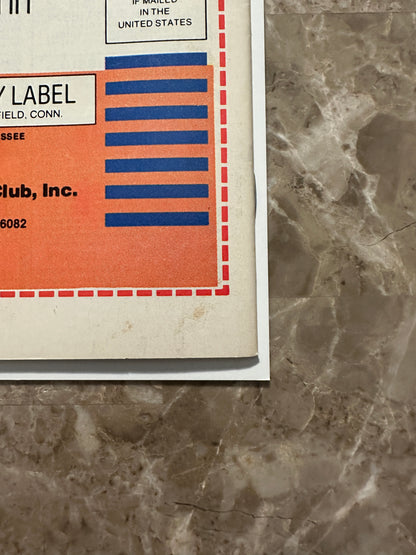 IF MAILED
IN THE
UNITED STATES
LABEL
FIELD, CONN.
SSEE
Club, Inc.
6082